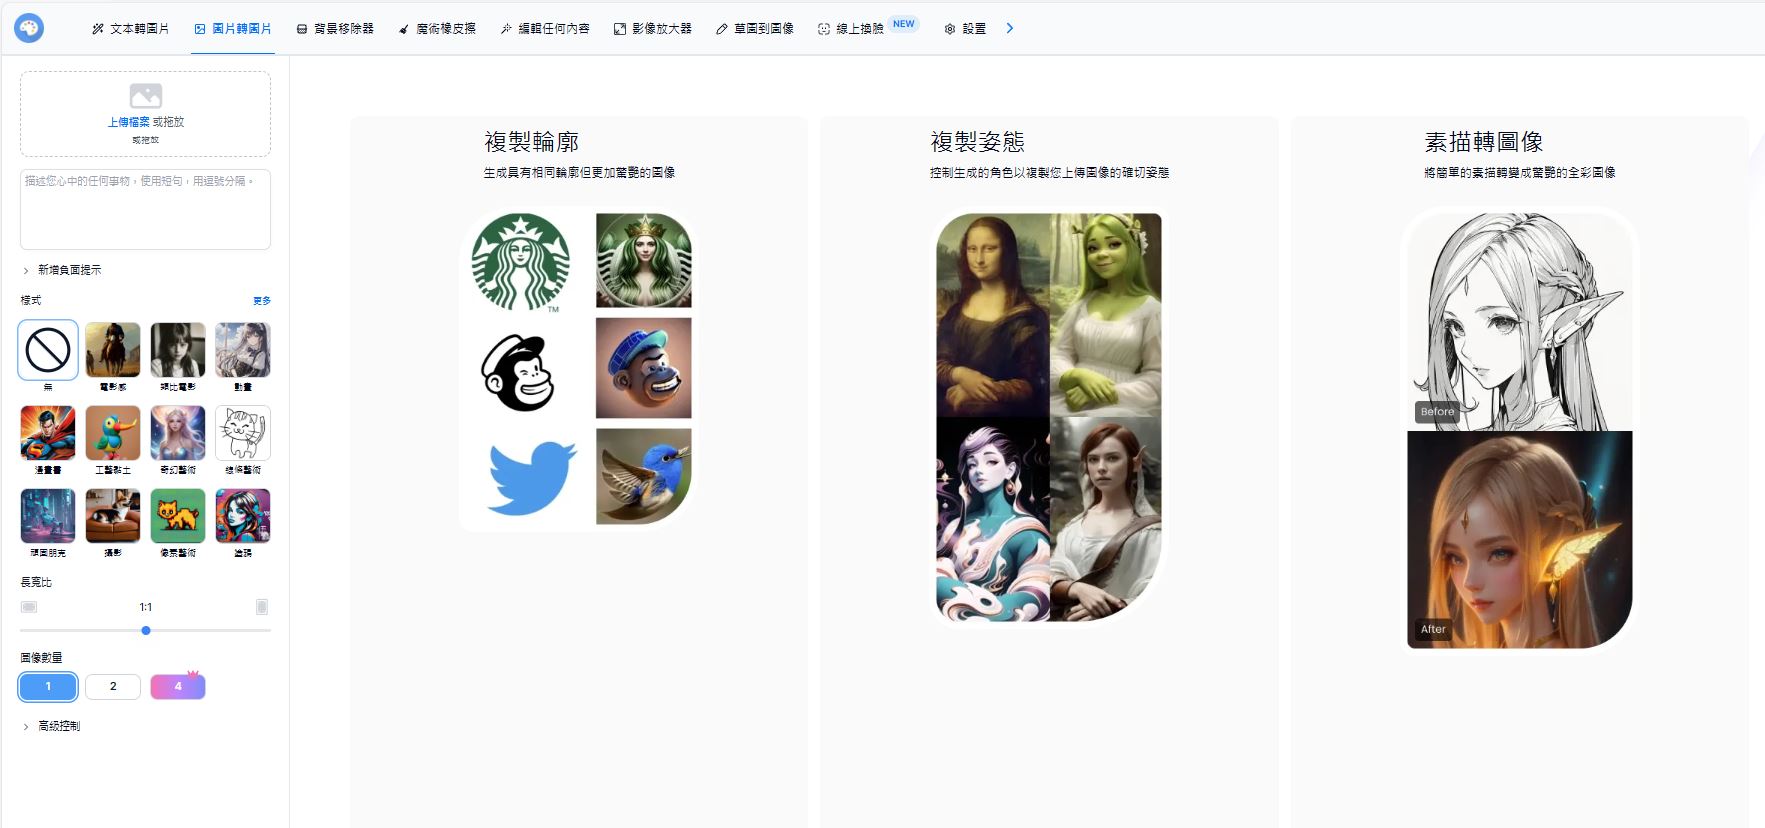 文本轉圖片
圖片轉圖片
背景移除器
魔術橡皮擦
編輯任何內容
影像放大器
草圖到圖像
線上換臉
NEW
設置
上傳檔案 或拖放
或拖放
描述您心中的任何事物，使用短句，用逗號分隔。
新增負面提示
樣式
更多
無
電影感
類比電影
動畫
漫畫書
工藝黏土
奇幻藝術
線條藝術
頑固朋克
攝影
像素藝術
塗鴉
長寬比
1:1
圖像數量
1
2
4
高級控制
複製輪廓
生成具有相同輪廓但更加驚艷的圖像
TM
複製姿態
控制生成的角色以複製您上傳圖像的確切姿態
素描轉圖像
將簡單的素描轉變成驚艷的全彩圖像
Before
After